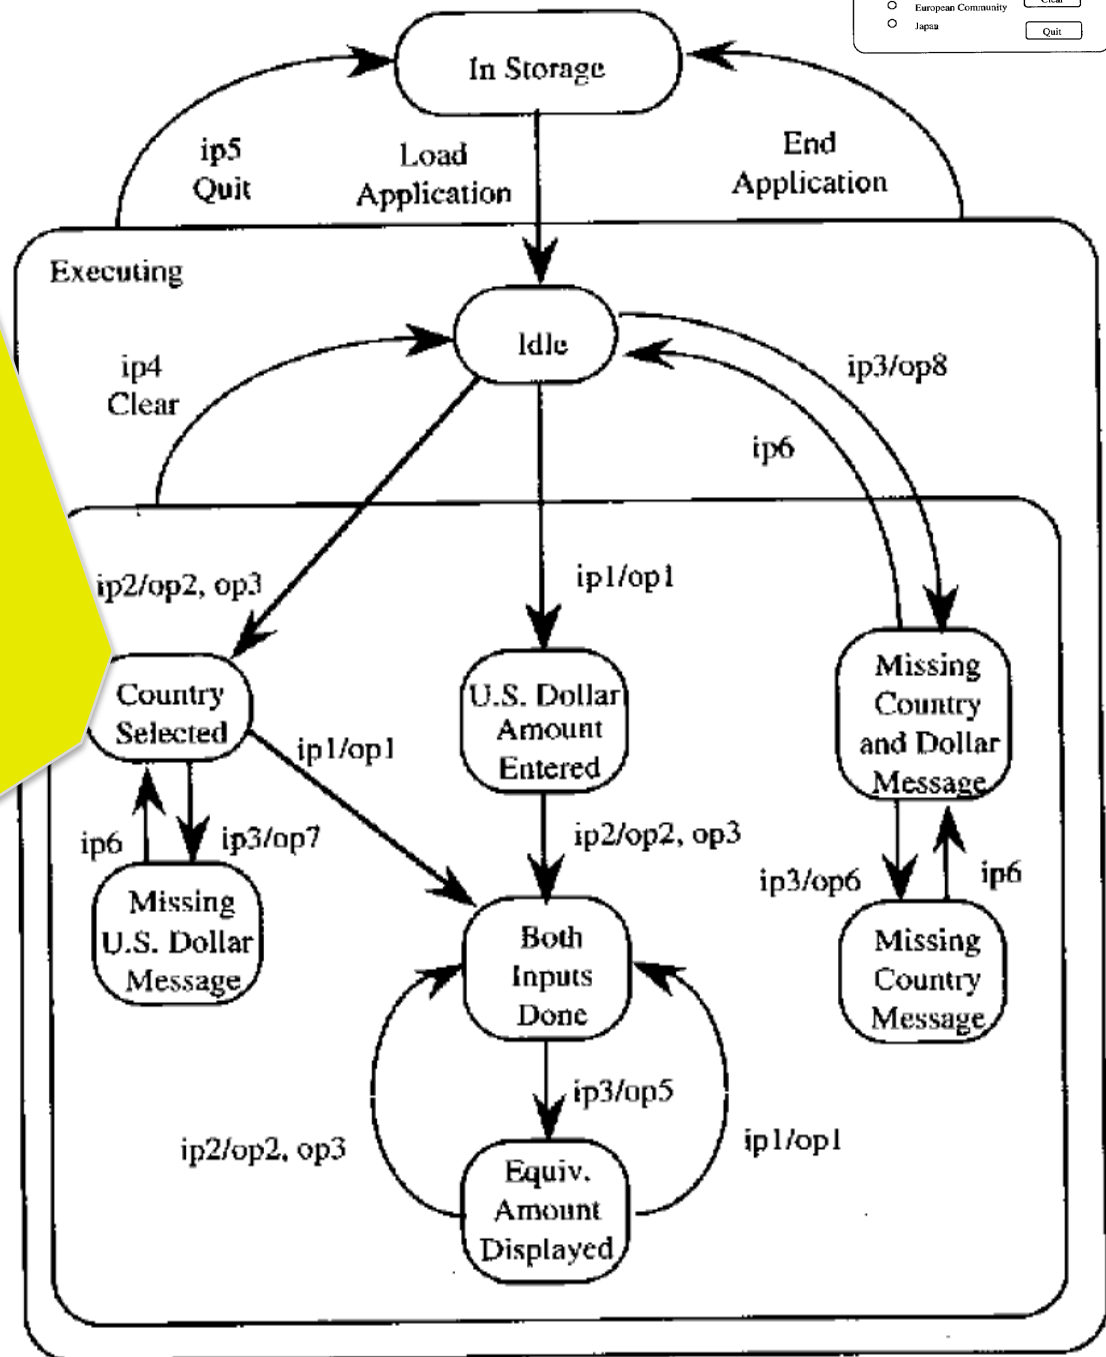 Clear
European Community
Japan
Quit
In Storage
ip5
Quit
Load
Application
End
Application
Executing
Idle
ip4
Clear
ip3/op8
ip6
ip2/op2, op3
ip1/op1
Country
Selected
U.S. Dollar
Amount
Entered
Missing
Country
and Dollar
Message
ip1/op1
ip6
ip3/op7
ip2/op2, op3
ip3/op6
ip6
Missing
U.S. Dollar
Message
Both
Inputs
Done
Missing
Country
Message
ip3/op5
ip2/op2, op3
ip1/op1
Equiv.
Amount
Displayed